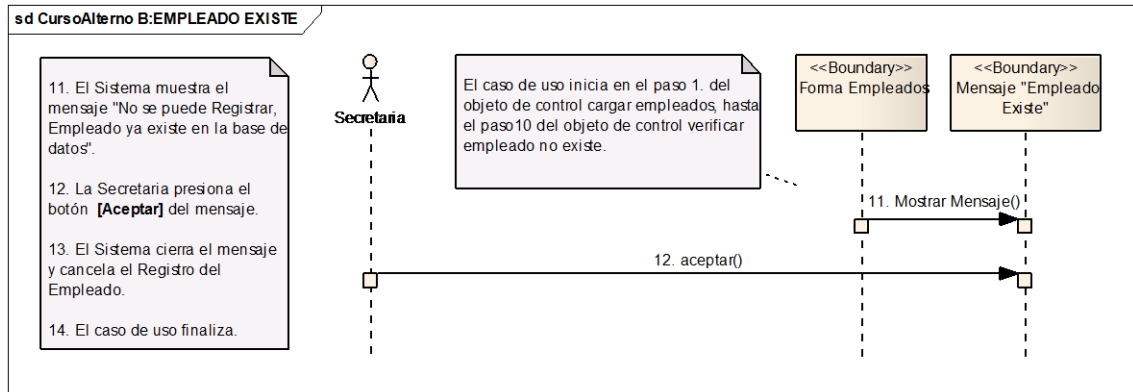 sd CursoAlterno B:EMPLEADO EXISTE
11. El Sistema muestra el
mensaje "No se puede Registrar,
Empleado ya existe en la base de
datos".
12. La Secretaria presiona el
botón [Aceptar] del mensaje.
13. El Sistema cierra el mensaje
y cancela el Registro del
Empleado.
14. El caso de uso finaliza.
Secretaria
El caso de uso inicia en el paso 1. del
objeto de control cargar empleados, hasta
el paso10 del objeto de control verificar
empleado no existe.
<<Boundary>>
Forma Empleados
<<Boundary>>
Mensaje "Empleado
Existe"
11. Mostrar Mensaje()
12. aceptar()